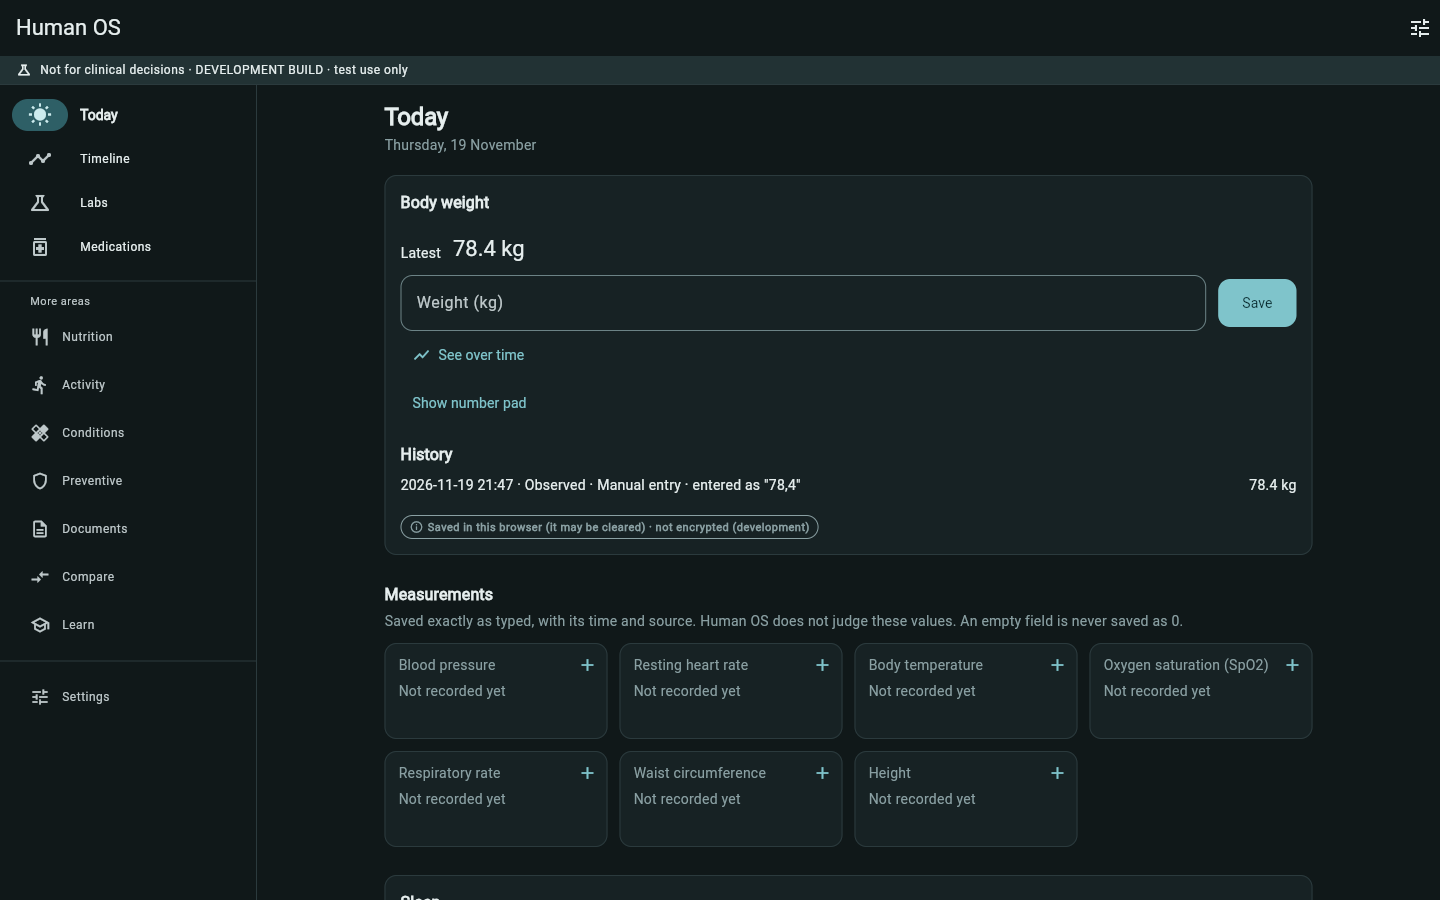 Human OS
Not for clinical decisions · DEVELOPMENT BUILD · test use only
Today
Timeline
Labs
Medications
More areas
Nutrition
Activity
Conditions
Preventive
Documents
Compare
Learn
Settings
Today
Thursday, 19 November
Body weight
Latest 78.4 kg
Weight (kg)
Save
See over time
Show number pad
History
2026-11-19 21:47 · Observed · Manual entry · entered as "78,4" 78.4 kg
Saved in this browser (it may be cleared) · not encrypted (development)
Measurements
Saved exactly as typed, with its time and source. Human OS does not judge these values. An empty field is never saved as 0.
Blood pressure
Not recorded yet
Resting heart rate
Not recorded yet
Body temperature
Not recorded yet
Oxygen saturation (SpO2)
Not recorded yet
Respiratory rate
Not recorded yet
Waist circumference
Not recorded yet
Height
Not recorded yet